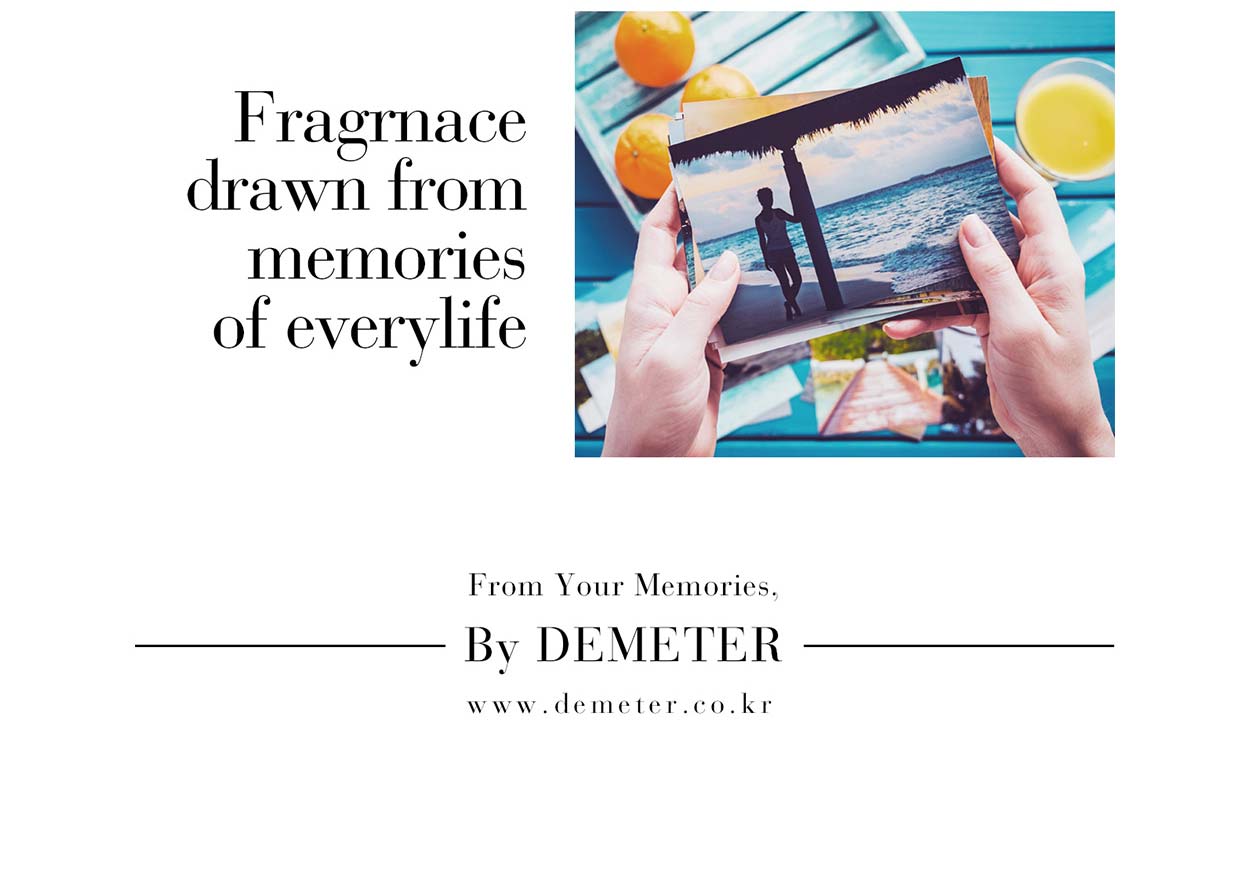 Fragrnace
drawn from
memories
of everylife
From Your Memories,
By DEMETER
www.demeter.co.kr